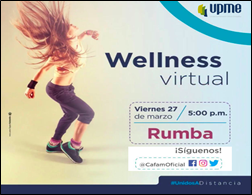 upme
Wellness
virtual
Viernes 27
de marzo
5:00 p.m.
Rumba
¡Síguenos!
@CafamOficial
#UnidosADistancia